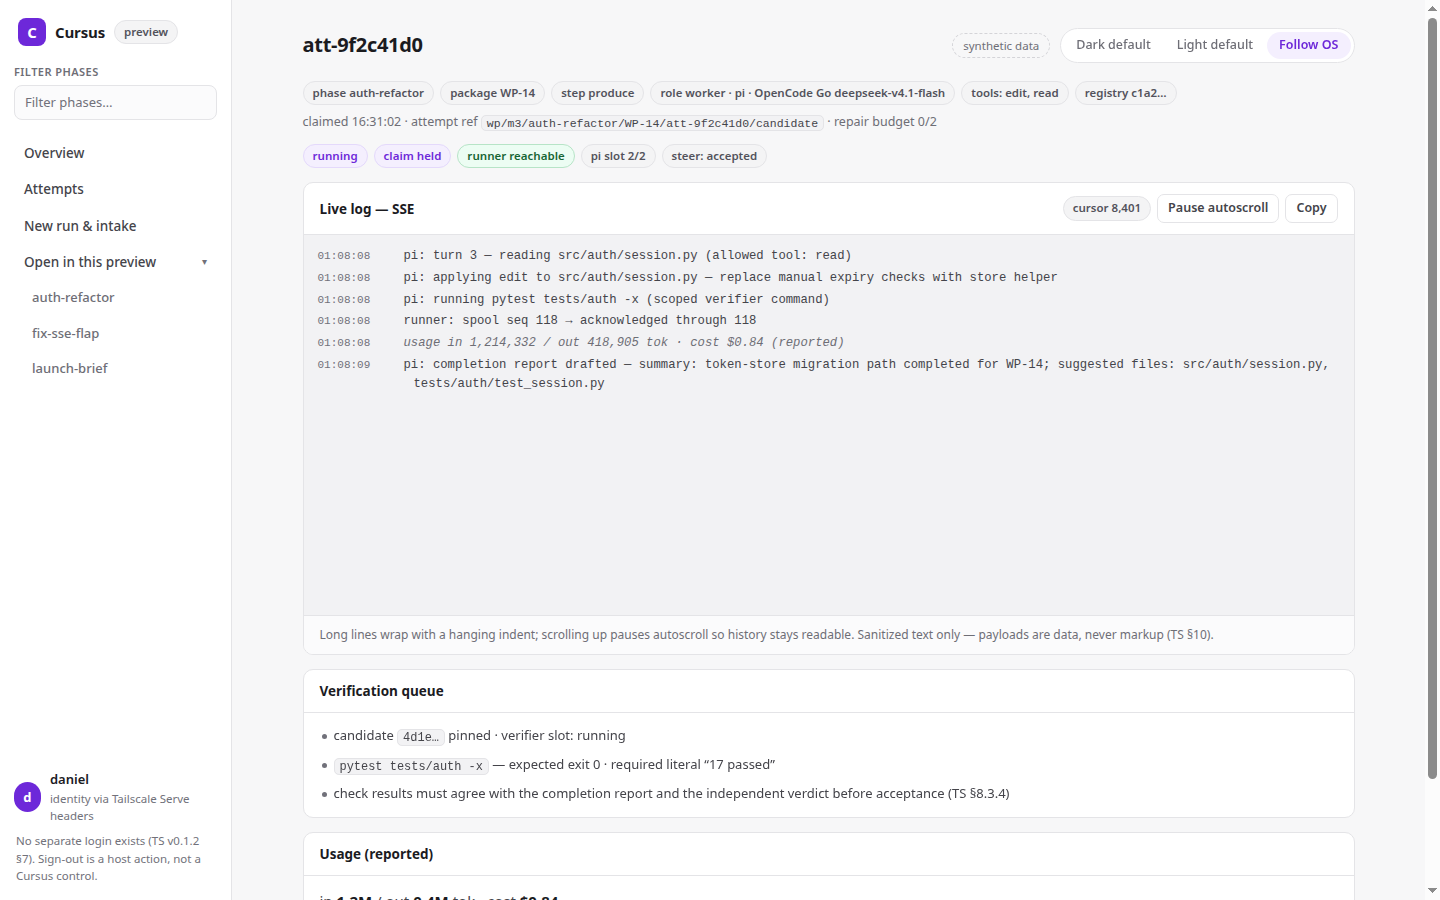 C Cursus preview
FILTER PHASES
Filter phases...
Overview
Attempts
New run & intake
Open in this preview ▾
auth-refactor
fix-sse-flap
launch-brief
d daniel
identity via Tailscale Serve
headers
No separate login exists (TS v0.1.2
§7). Sign-out is a host action, not a
Cursus control.
att-9f2c41d0
synthetic data Dark default Light default Follow OS
phase auth-refactor package WP-14 step produce role worker · pi · OpenCode Go deepseek-v4.1-flash tools: edit, read registry c1a2…
claimed 16:31:02 · attempt ref wp/m3/auth-refactor/WP-14/att-9f2c41d0/candidate · repair budget 0/2
running claim held runner reachable pi slot 2/2 steer: accepted
Live log — SSE cursor 8,401 Pause autoscroll Copy
01:08:08 pi: turn 3 — reading src/auth/session.py (allowed tool: read)
01:08:08 pi: applying edit to src/auth/session.py — replace manual expiry checks with store helper
01:08:08 pi: running pytest tests/auth -x (scoped verifier command)
01:08:08 runner: spool seq 118 → acknowledged through 118
01:08:08 usage in 1,214,332 / out 418,905 tok · cost $0.84 (reported)
01:08:09 pi: completion report drafted — summary: token-store migration path completed for WP-14; suggested files: src/auth/session.py,
tests/auth/test_session.py
Long lines wrap with a hanging indent; scrolling up pauses autoscroll so history stays readable. Sanitized text only — payloads are data, never markup (TS §10).
Verification queue
candidate 4d1e… pinned · verifier slot: running
pytest tests/auth -x — expected exit 0 · required literal “17 passed”
check results must agree with the completion report and the independent verdict before acceptance (TS §8.3.4)
Usage (reported)
in 1.2M / out 0.4M tok · cost $0.84